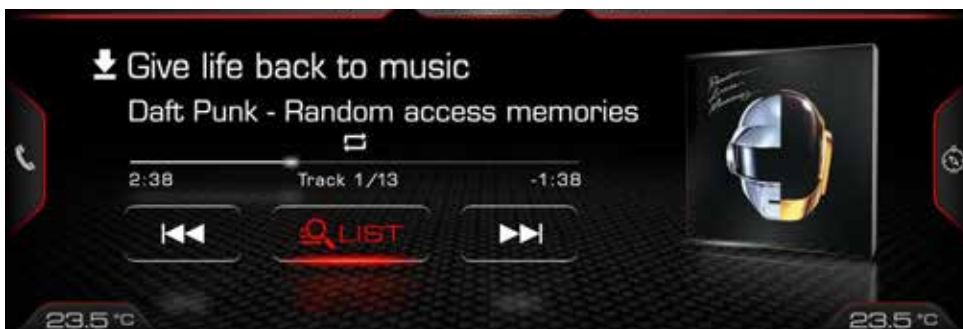 Give life back to music
Daft Punk - Random access memories
2:38 Track 1/13 -1:38
LIST
23.5 °C 23.5 °C